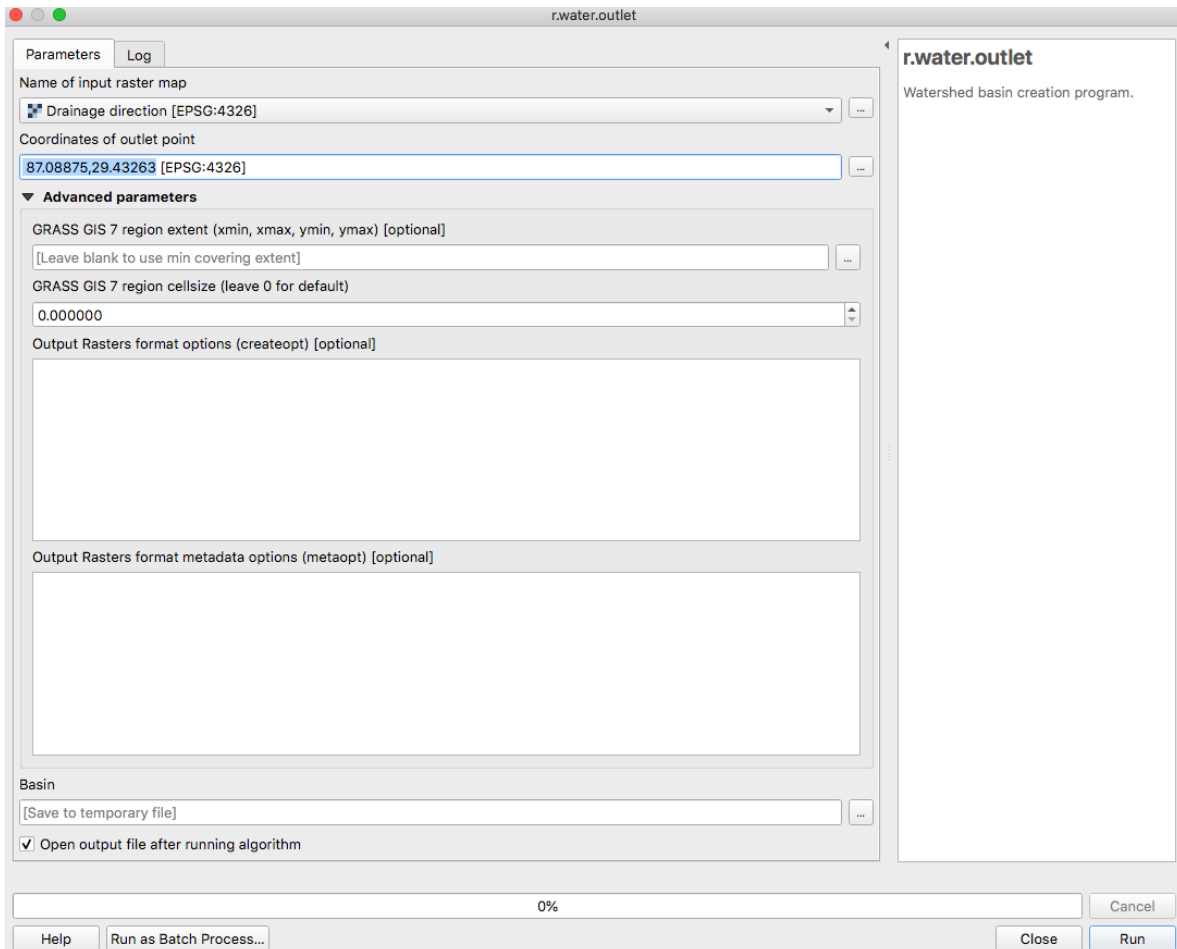 r.water.outlet
Parameters
Log
Name of input raster map
Drainage direction [EPSG:4326]
...
Coordinates of outlet point
87.08875,29.43263 [EPSG:4326]
...
Advanced parameters
GRASS GIS 7 region extent (xmin, xmax, ymin, ymax) [optional]
[Leave blank to use min covering extent]
...
GRASS GIS 7 region cellsize (leave 0 for default)
0.000000
Output Rasters format options (createopt) [optional]
Output Rasters format metadata options (metaopt) [optional]
Basin
[Save to temporary file]
...
Open output file after running algorithm
r.water.outlet
Watershed basin creation program.
0%
Cancel
Help
Run as Batch Process...
Close
Run